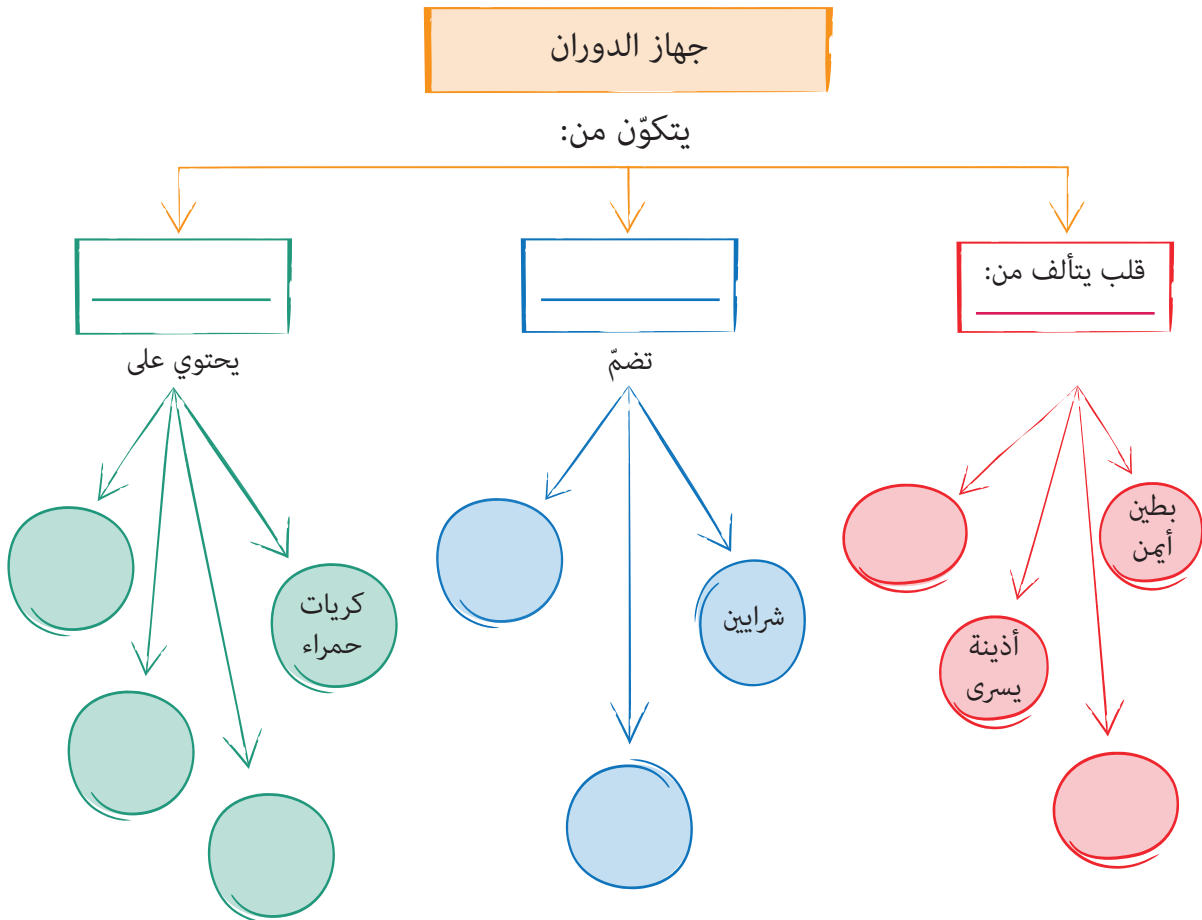 جهاز الدوران
يتكوّن من:
قلب يتألف من:
تضمّ
يحتوي على
بطين
أيمن
أذينة
يسرى
شرايين
كريات
حمراء